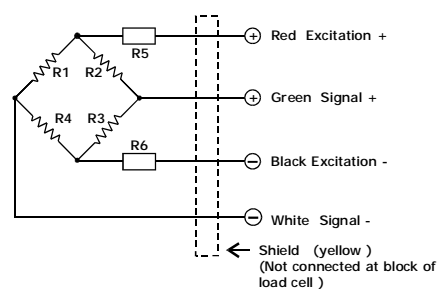 R5
Red Excitation +
R1
R2
Green Signal +
R4
R3
R6
Black Excitation -
White Signal -
Shield (yellow)
(Not connected at block of
load cell )